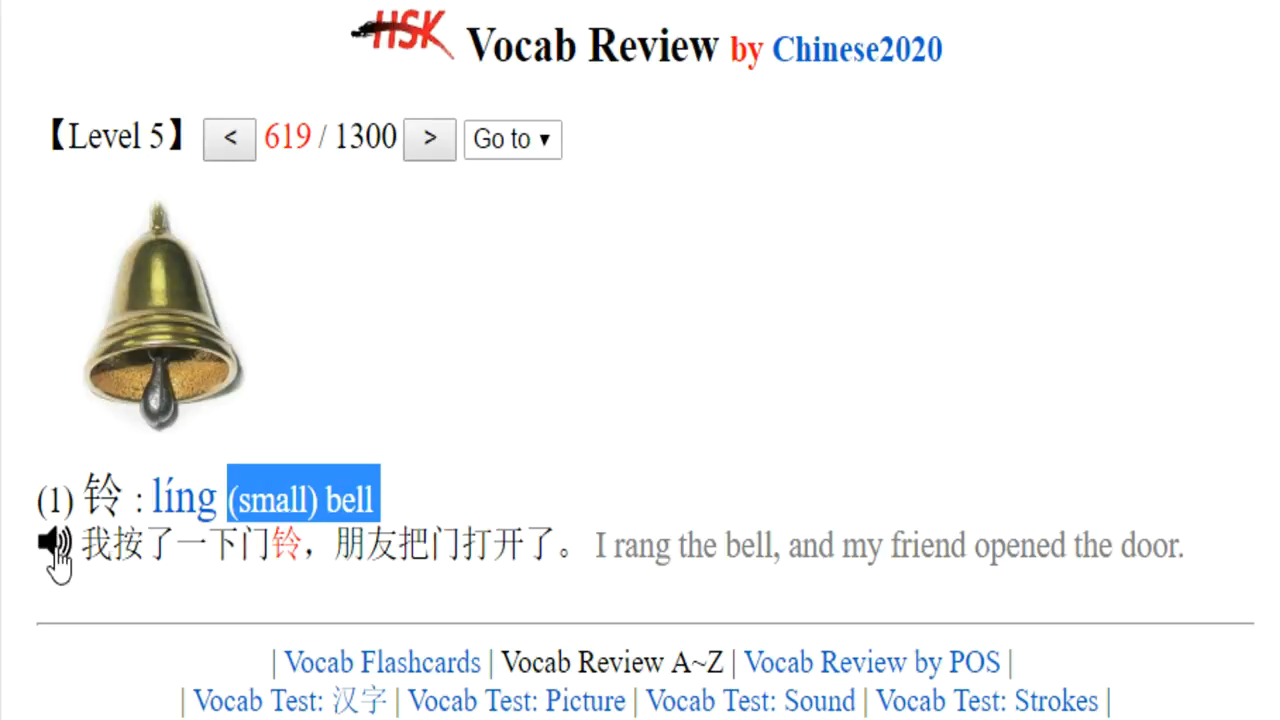 HSK Vocab Review by Chinese2020
【Level 5】 < 619 / 1300 > Go to ▾
(1) 铃 : líng (small) bell
我按了一下门铃，朋友把门打开了。 I rang the bell, and my friend opened the door.
| Vocab Flashcards | Vocab Review A~Z | Vocab Review by POS |
| Vocab Test: 汉字 | Vocab Test: Picture | Vocab Test: Sound | Vocab Test: Strokes |